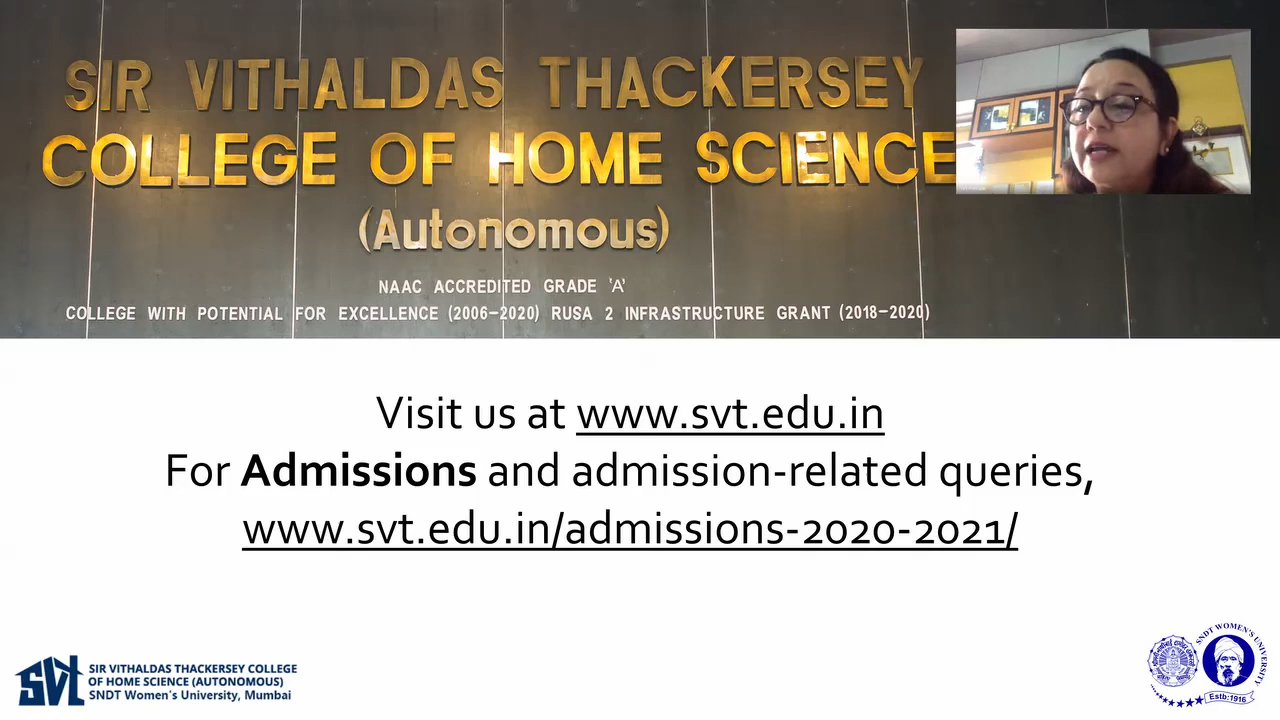 SIR VITHALDAS THACKERSEY
COLLEGE OF HOME SCIENCE
(Autonomous)
NAAC ACCREDITED GRADE 'A'
COLLEGE WITH POTENTIAL FOR EXCELLENCE (2006-2020) RUSA 2 INFRASTRUCTURE GRANT (2018-2020)
Visit us at www.svt.edu.in
For Admissions and admission-related queries,
www.svt.edu.in/admissions-2020-2021/
SVT
SIR VITHALDAS THACKERSEY COLLEGE
OF HOME SCIENCE (AUTONOMOUS)
SNDT Women's University, Mumbai
SNDT WOMEN'S UNIVERSITY
Estb:1916